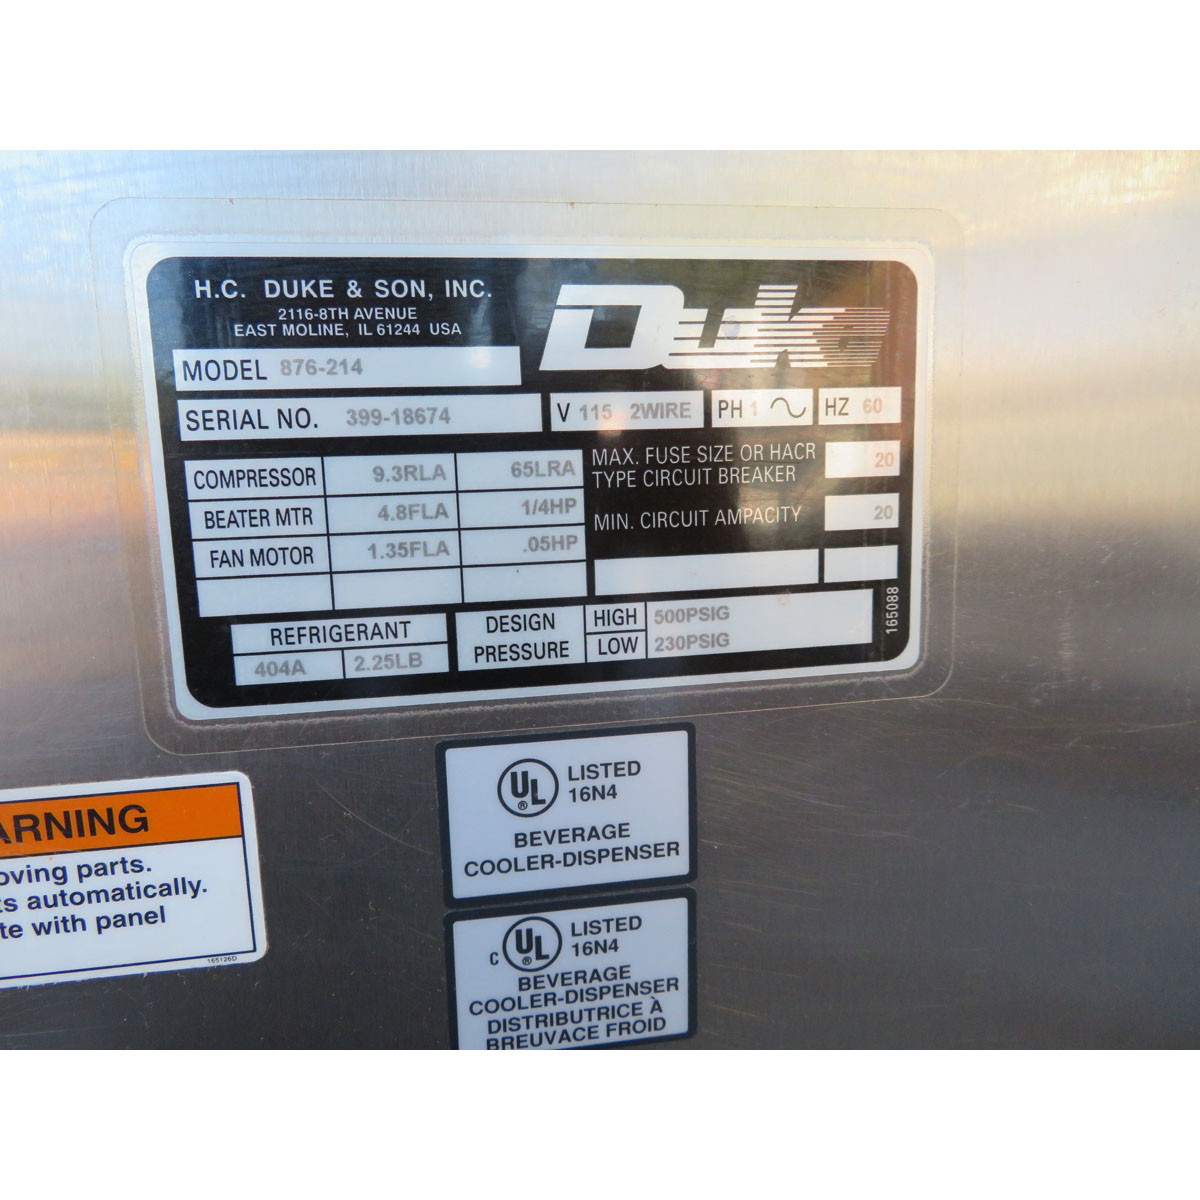 H.C. DUKE & SON, INC.
2116-8TH AVENUE
EAST MOLINE, IL 61244 USA
Duke
MODEL 876-214
SERIAL NO. 399-18674
V 115 2WIRE
PH 1
HZ 60
COMPRESSOR 9.3RLA 65LRA
BEATER MTR 4.8FLA 1/4HP
FAN MOTOR 1.35FLA .05HP
MAX. FUSE SIZE OR HACR
TYPE CIRCUIT BREAKER 20
MIN. CIRCUIT AMPACITY 20
REFRIGERANT
404A 2.25LB
DESIGN
PRESSURE
HIGH 500PSIG
LOW 230PSIG
165088
ARNING
oving parts.
ts automatically.
te with panel
165126D
UL ® LISTED
16N4
BEVERAGE
COOLER-DISPENSER
C UL ® LISTED
16N4
BEVERAGE
COOLER-DISPENSER
DISTRIBUTRICE À
BREUVACE FROID